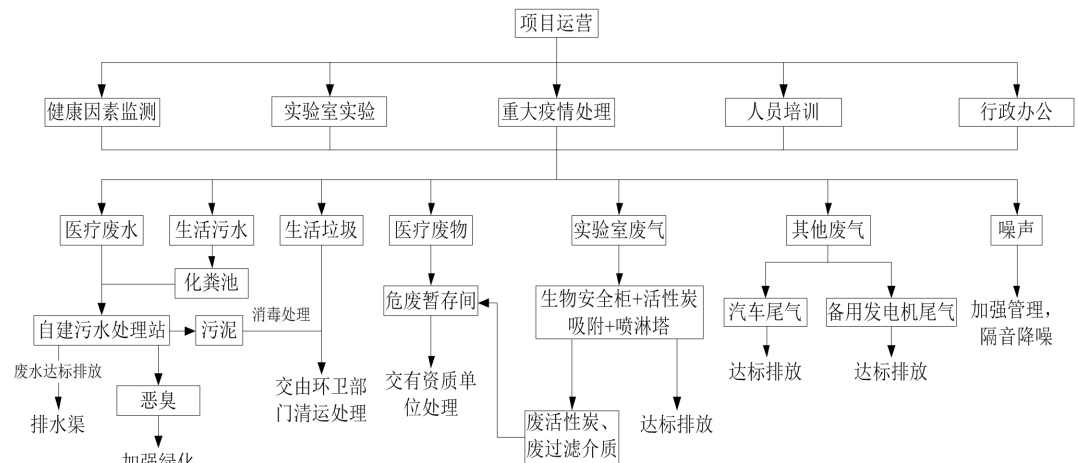 项目运营
健康因素监测
实验室实验
重大疫情处理
人员培训
行政办公
医疗废水
生活污水
生活垃圾
医疗废物
实验室废气
其他废气
噪声
化粪池
危废暂存间
生物安全柜+活性炭
吸附+喷淋塔
汽车尾气
备用发电机尾气
加强管理，
隔音降噪
自建污水处理站
污泥
消毒处理
废水达标排放
排水渠
恶臭
加强绿化
交由环卫部
门清运处理
交有资质单
位处理
废活性炭、
废过滤介质
达标排放
达标排放
达标排放